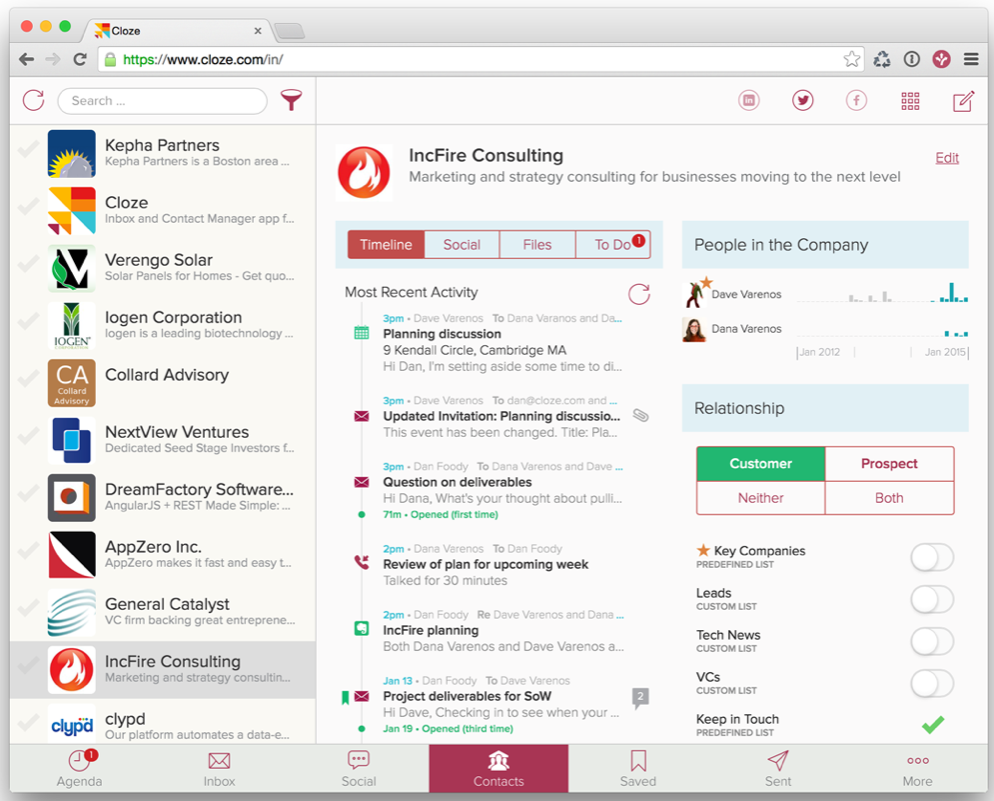 Cloze
https://www.cloze.com/in/
Search ...
Kepha Partners
Kepha Partners is a Boston area ...
Cloze
Inbox and Contact Manager app f...
Verengo Solar
Solar Panels for Homes - Get quo...
Iogen Corporation
Iogen is a leading biotechnology ...
IOGEN
CA
Collard
Advisory
Collard Advisory
NextView Ventures
Dedicated Seed Stage Investors f...
DreamFactory Software...
AngularJS + REST Made Simple: ...
AppZero Inc.
AppZero makes it fast and easy t...
General Catalyst
VC firm backing great entreprene...
IncFire Consulting
Marketing and strategy consultin...
clypd
clypd
Our platform automates a data-e...
IncFire Consulting
Edit
Marketing and strategy consulting for businesses moving to the next level
Timeline Social Files To Do 1
Most Recent Activity
3pm • Dave Varenos To Dana Varanos and Da...
Planning discussion
9 Kendall Circle, Cambridge MA
Hi Dan, I'm setting aside some time to di...
3pm • Dave Varenos To dan@cloze.com and ...
Updated Invitation: Planning discussio...
This event has been changed. Title: Pla...
3pm • Dan Foody To Dana Varenos and Dave ...
Question on deliverables
Hi Dana, What's your thought about pulli...
71m • Opened (first time)
2pm • Dana Varenos To Dan Foody
Review of plan for upcoming week
Talked for 30 minutes
2pm • Dan Foody Re Dave Varenos and Dana ...
IncFire planning
Both Dana Varenos and Dave Varenos a...
Jan 13 • Dan Foody To Dave Varenos
Project deliverables for SoW
2
Hi Dave, Checking in to see when your ...
Jan 19 • Opened (third time)
People in the Company
Dave Varenos
Dana Varenos
Jan 2012 Jan 2015
Relationship
Customer Prospect
Neither Both
Key Companies
PREDEFINED LIST
Leads
CUSTOM LIST
Tech News
CUSTOM LIST
VCs
CUSTOM LIST
Keep in Touch
PREDEFINED LIST
1
Agenda Inbox Social Contacts Saved Sent More